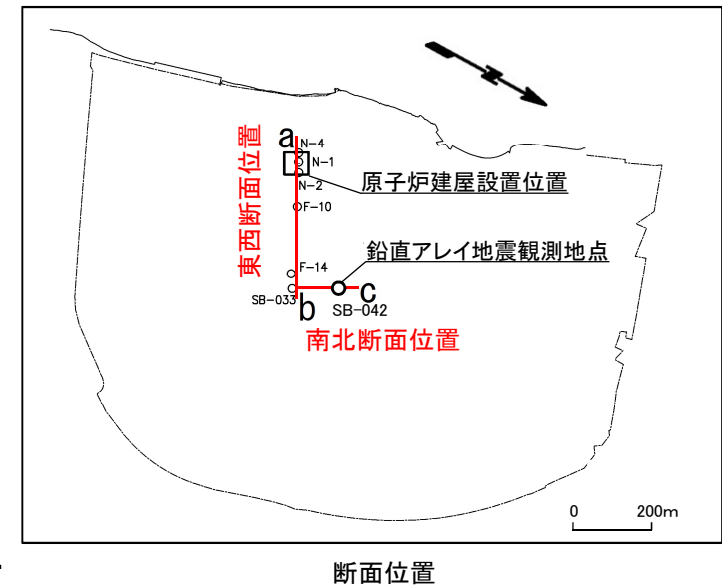 a
N-4
N-1
N-2
原子炉建屋設置位置
東西断面位置
F-10
鉛直アレイ地震観測地点
F-14
SB-033
b
c
SB-042
南北断面位置
N
0 200m
断面位置